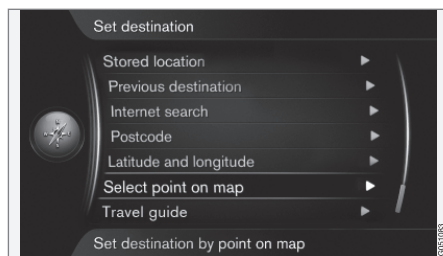 Set destination
Stored location
Previous destination
Internet search
Postcode
Latitude and longitude
Select point on map
Travel guide
Set destination by point on map